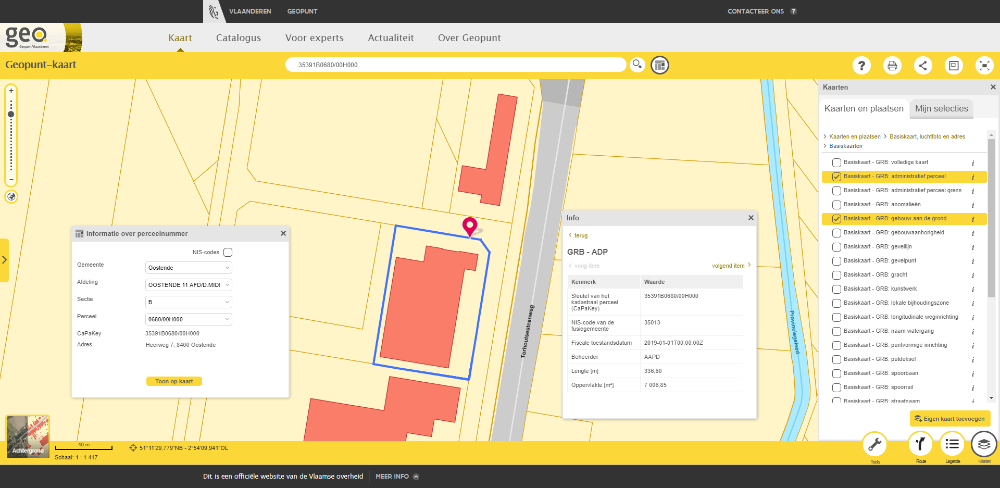 VLAANDEREN
GEOPUNT
CONTACTEER ONS ?
geo
Geopunt Vlaanderen
Kaart
Catalogus
Voor experts
Actualiteit
Over Geopunt
Geopunt-kaart
35391B0680/00H000
?
+
−
Informatie over perceelnummer
NIS-codes
Gemeente
Oostende
Afdeling
OOSTENDE 11 AFD/D.MIDI
Sectie
B
Perceel
0680/00H000
CaPaKey
35391B0680/00H000
Adres
Heerweg 7, 8400 Oostende
Toon op kaart
Torhoutsesteenweg
Provinciegeleed
Info
terug
GRB - ADP
vorig item
volgend item
Kenmerk
Waarde
Sleutel van het
kadastraal perceel
(CaPaKey)
35391B0680/00H000
NIS-code van de
fusiegemeente
35013
Fiscale toestandsdatum
2019-01-01T00:00:00Z
Beheerder
AAPD
Lengte [m]
336,60
Oppervlakte [m²]
7 006,85
Kaarten
Kaarten en plaatsen
Mijn selecties
Kaarten en plaatsen
Basiskaart, luchtfoto en adres
Basiskaarten
Basiskaart - GRB: volledige kaart i
Basiskaart - GRB: administratief perceel i
Basiskaart - GRB: administratief perceel grens i
Basiskaart - GRB: anomalieën i
Basiskaart - GRB: gebouw aan de grond i
Basiskaart - GRB: gebouwaanhorigheid i
Basiskaart - GRB: gevellijn i
Basiskaart - GRB: gevelpunt i
Basiskaart - GRB: gracht i
Basiskaart - GRB: kunstwerk i
Basiskaart - GRB: lokale bijhoudingszone i
Basiskaart - GRB: longitudinale weginrichting i
Basiskaart - GRB: naam watergang i
Basiskaart - GRB: puntvormige inrichting i
Basiskaart - GRB: putdeksel i
Basiskaart - GRB: spoorbaan i
Basiskaart - GRB: spoorrail i
Basiskaart - GRB: straatnaam i
Eigen kaart toevoegen
Achtergrond
40 m
Schaal: 1 : 1 417
51°11'29,779"NB - 2°54'09,941"OL
Tools
Route
Legende
Kaarten
Dit is een officiële website van de Vlaamse overheid
MEER INFO